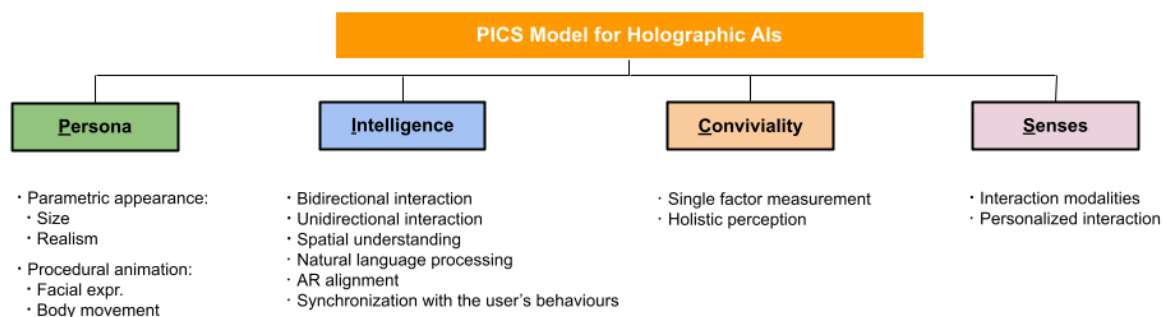 PICS Model for Holographic AIs
Persona
Intelligence
Conviviality
Senses
· Parametric appearance:
· Size
· Realism
· Procedural animation:
· Facial expr.
· Body movement
· Bidirectional interaction
· Unidirectional interaction
· Spatial understanding
· Natural language processing
· AR alignment
· Synchronization with the user's behaviours
· Single factor measurement
· Holistic perception
· Interaction modalities
· Personalized interaction